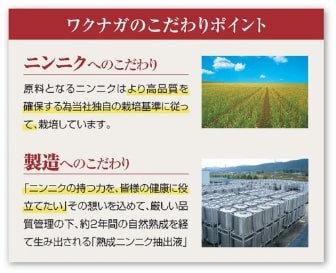 ワクナガのこだわりポイント
ニンニクへのこだわり
原料となるニンニクはより高品質を
確保する為当社独自の栽培基準に従っ
て、栽培しています。
製造へのこだわり
「ニンニクの持つ力を、皆様の健康に役
立てたい」その想いを込めて、厳しい品
質管理の下、約2年間の自然熟成を経
て生み出される「熟成ニンニク抽出液」